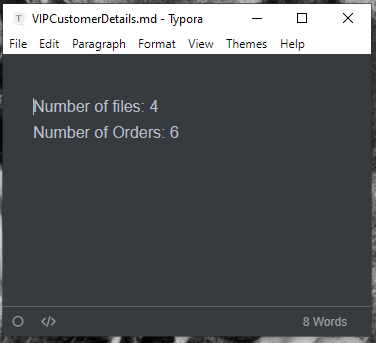 T VIPCustomerDetails.md - Typora
File Edit Paragraph Format View Themes Help
Number of files: 4
Number of Orders: 6
</> 8 Words